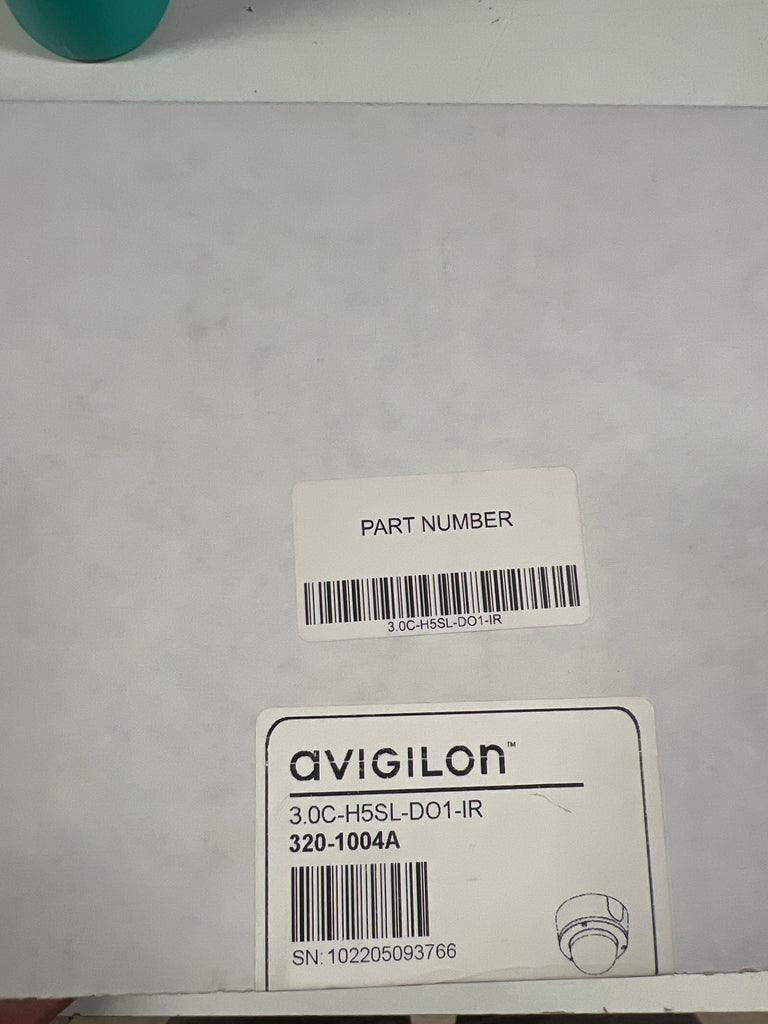 PART NUMBER
3.0C-H5SL-DO1-IR
aVIGILon™
3.0C-H5SL-DO1-IR
320-1004A
SN: 102205093766